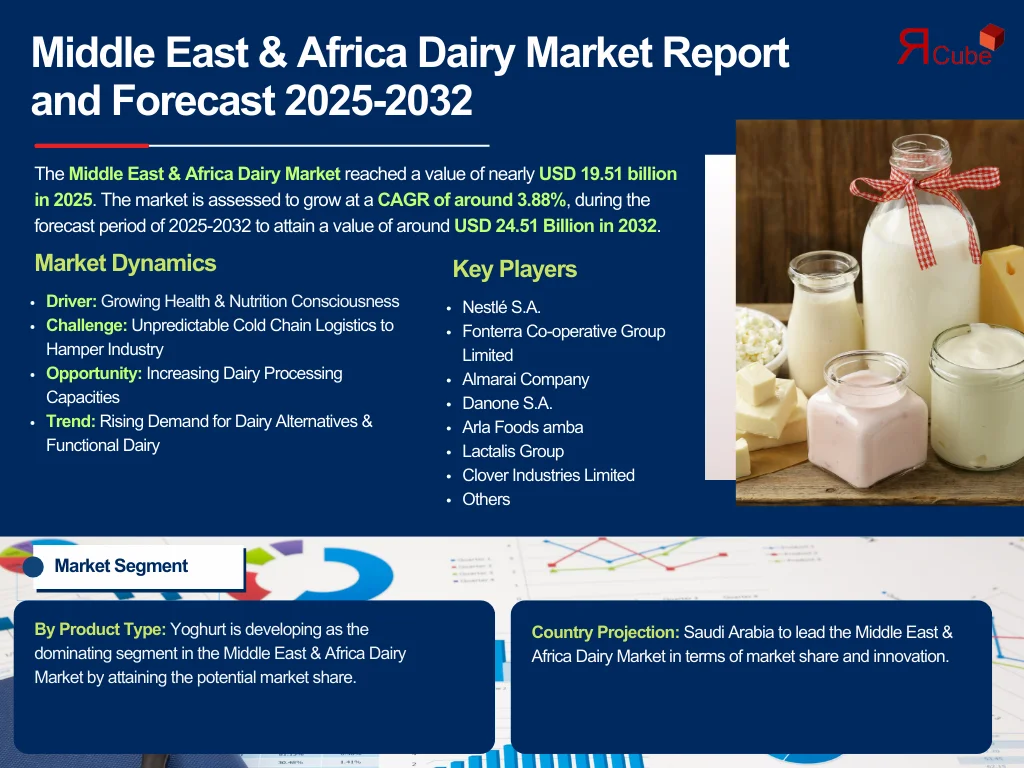 Middle East & Africa Dairy Market Report
and Forecast 2025-2032
ЯCube
The Middle East & Africa Dairy Market reached a value of nearly USD 19.51 billion
in 2025. The market is assessed to grow at a CAGR of around 3.88%, during the
forecast period of 2025-2032 to attain a value of around USD 24.51 Billion in 2032.
Market Dynamics
• Driver: Growing Health & Nutrition Consciousness
• Challenge: Unpredictable Cold Chain Logistics to
Hamper Industry
• Opportunity: Increasing Dairy Processing
Capacities
• Trend: Rising Demand for Dairy Alternatives &
Functional Dairy
Key Players
• Nestlé S.A.
• Fonterra Co-operative Group
Limited
• Almarai Company
• Danone S.A.
• Arla Foods amba
• Lactalis Group
• Clover Industries Limited
• Others
Market Segment
By Product Type: Yoghurt is developing as the
dominating segment in the Middle East & Africa Dairy
Market by attaining the potential market share.
Country Projection: Saudi Arabia to lead the Middle East &
Africa Dairy Market in terms of market share and innovation.